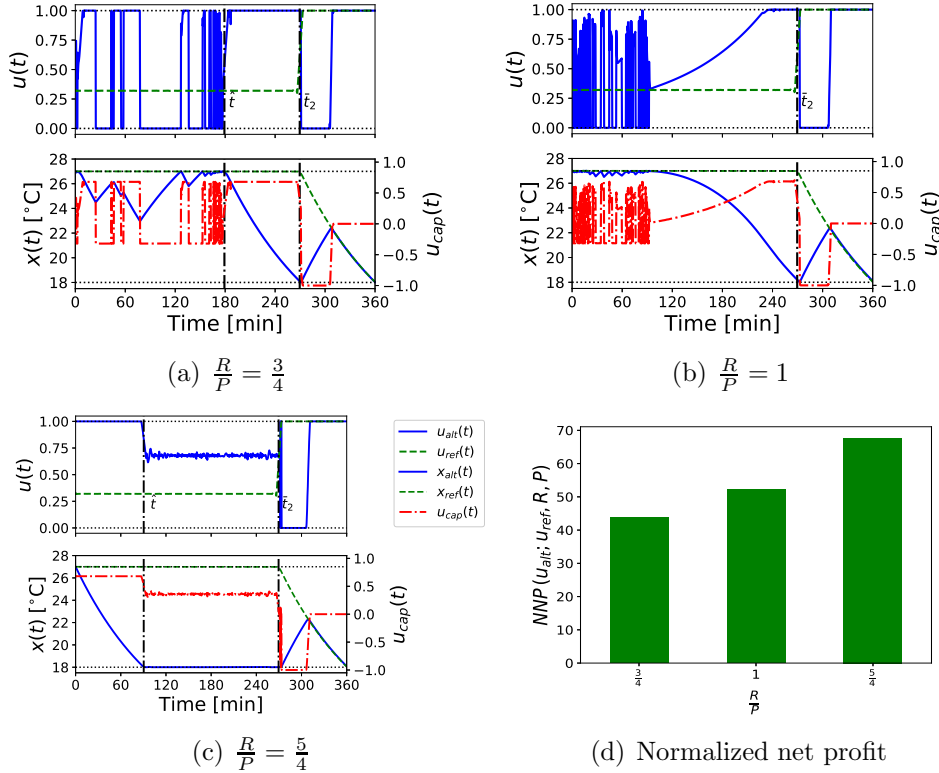 1.00
0.75
0.50
0.25
0.00
u(t)
t̂
t̄₂
28
26
24
22
20
18
x(t) [°C]
1.0
0.5
0.0
−0.5
−1.0
u_cap(t)
0 60 120 180 240 300 360
Time [min]
(a) R/P = 3/4
1.00
0.75
0.50
0.25
0.00
u(t)
t̄₂
28
26
24
22
20
18
x(t) [°C]
1.0
0.5
0.0
−0.5
−1.0
u_cap(t)
0 60 120 180 240 300 360
Time [min]
(b) R/P = 1
1.00
0.75
0.50
0.25
0.00
u(t)
t̂
t̄₂
28
26
24
22
20
18
x(t) [°C]
1.0
0.5
0.0
−0.5
−1.0
u_cap(t)
0 60 120 180 240 300 360
Time [min]
(c) R/P = 5/4
u_alt(t)
u_ref(t)
x_alt(t)
x_ref(t)
u_cap(t)
70
60
50
40
30
20
10
0
NNP(u_alt; u_ref, R, P)
3/4 1 5/4
R/P
(d) Normalized net profit